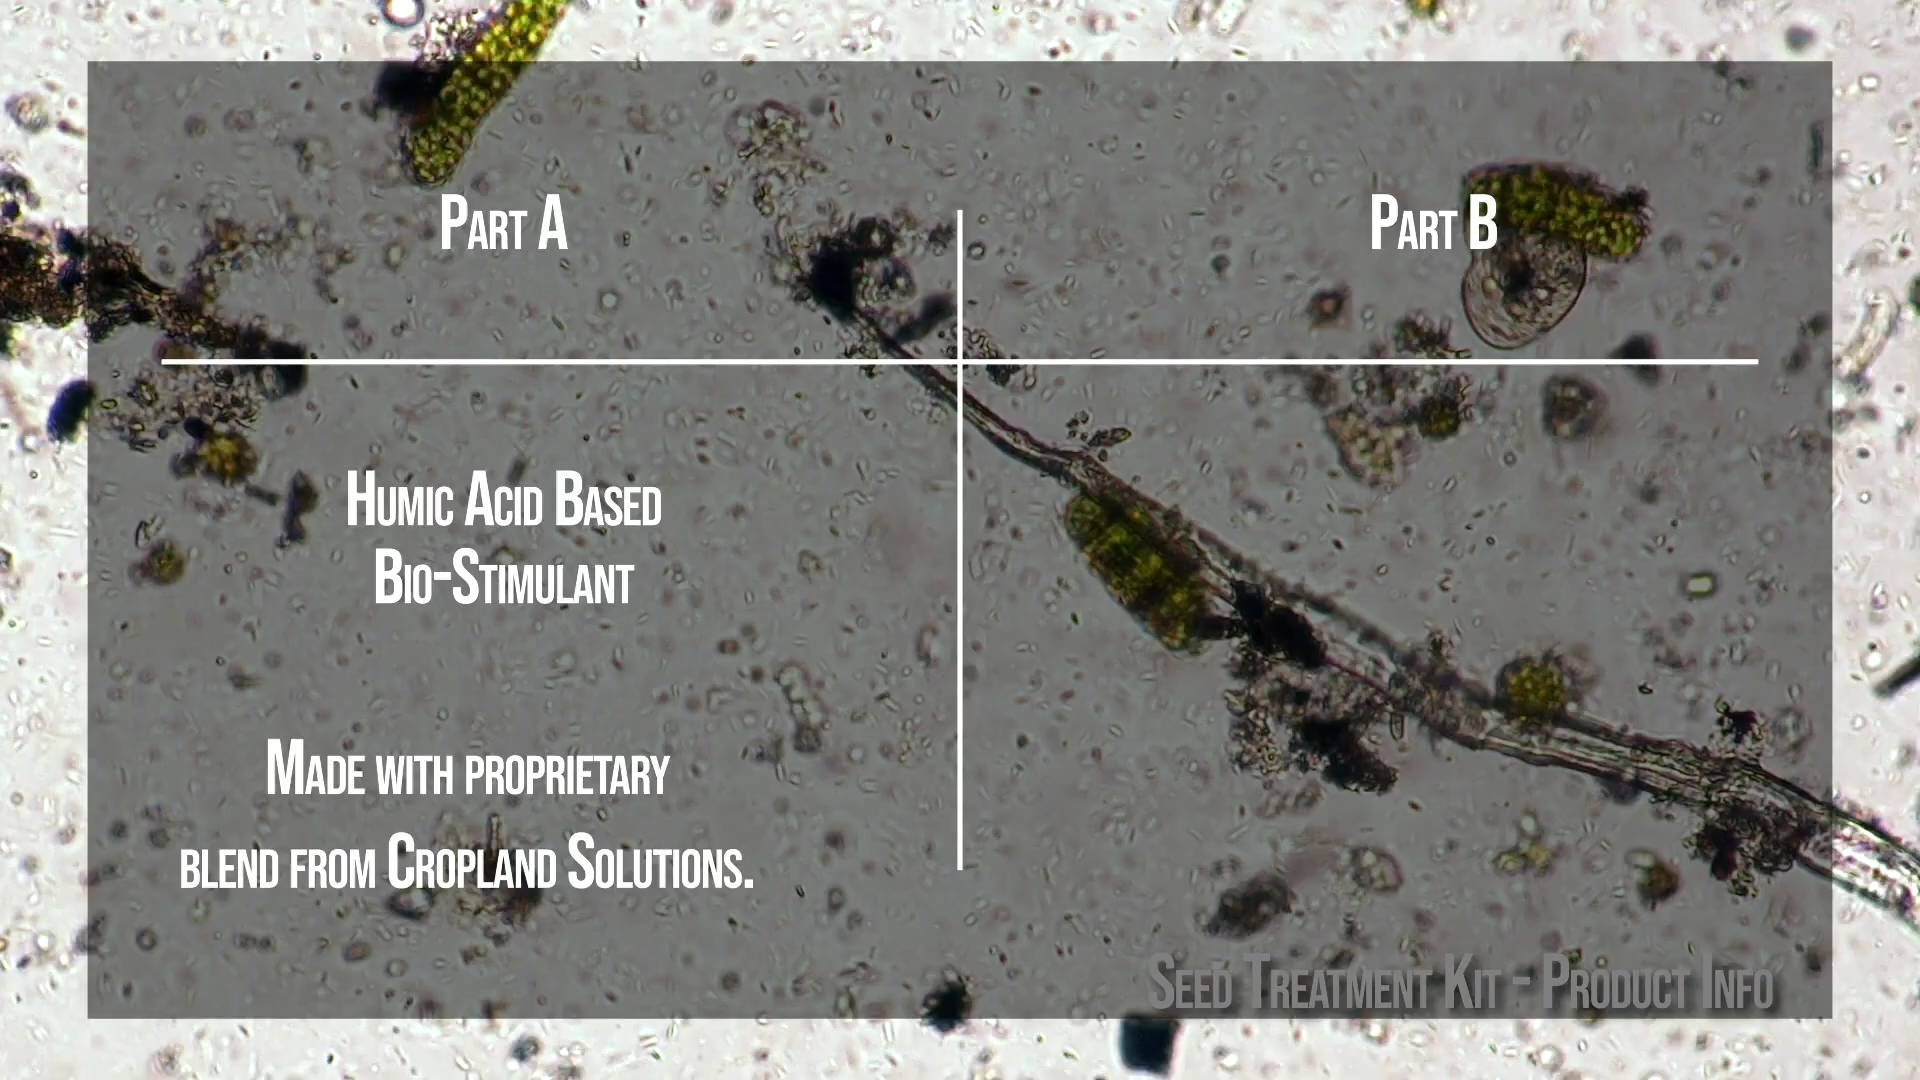 Part A
Part B
Humic Acid Based
Bio-Stimulant
Made with proprietary
blend from Cropland Solutions.
Seed Treatment Kit - Product Info